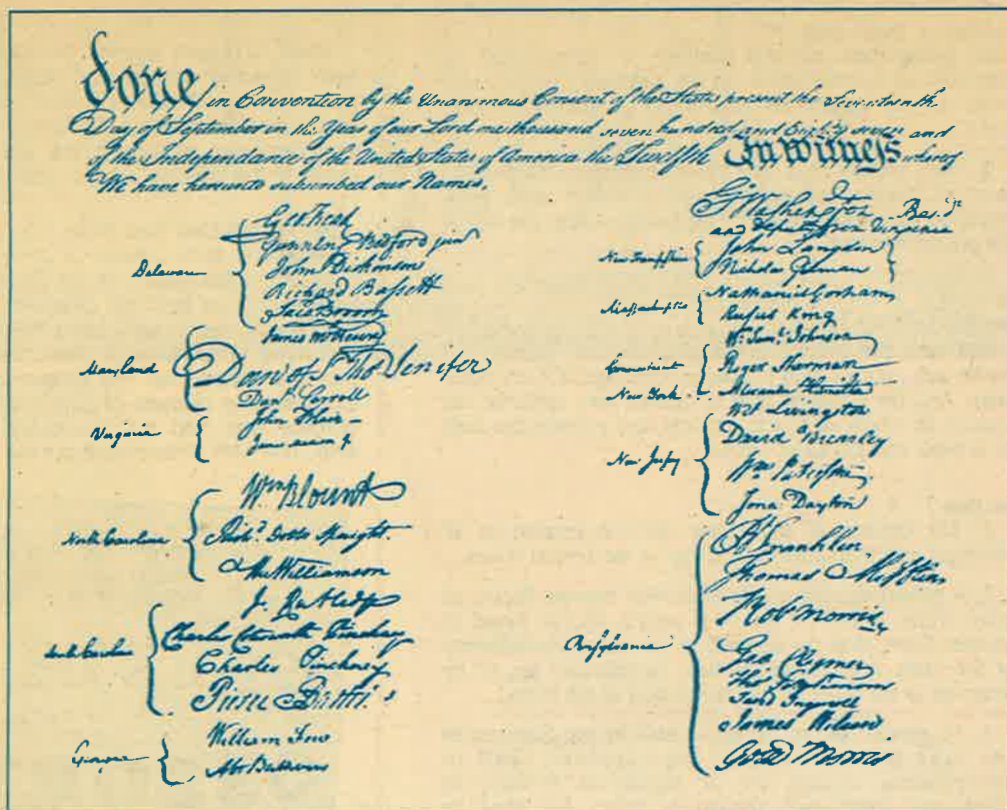 done in Convention by the Unanimous Consent of the States present the Seventeenth
Day of September in the Year of our Lord one thousand seven hundred and Eighty seven and
of the Independance of the United States of America the Twelfth In Witness whereof
We have hereunto subscribed our Names.
Delaware
Geo: Read
Gunning Bedford jun
John Dickinson
Richard Bassett
Jaco: Broom
Maryland
James McHenry
Dan of St Thos Jenifer
Danl Carroll
Virginia
John Blair
James Madison Jr
North Carolina
Wm Blount
Richd Dobbs Spaight.
Hu Williamson
South Carolina
J. Rutledge
Charles Cotesworth Pinckney
Charles Pinckney
Pierce Butler
Georgia
William Few
Abr Baldwin
Go Washington Presidt
and deputy from Virginia
New Hampshire
John Langdon
Nicholas Gilman
Massachusetts
Nathaniel Gorham
Rufus King
Connecticut
Wm Saml Johnson
Roger Sherman
New York
Alexander Hamilton
New Jersey
Wil Livingston
David Brearley
Wm Paterson
Jona: Dayton
Pensylvania
B Franklin
Thomas Mifflin
Rob Morris
Geo. Clymer
Thos FitzSimons
Jared Ingersoll
James Wilson
Gouv Morris